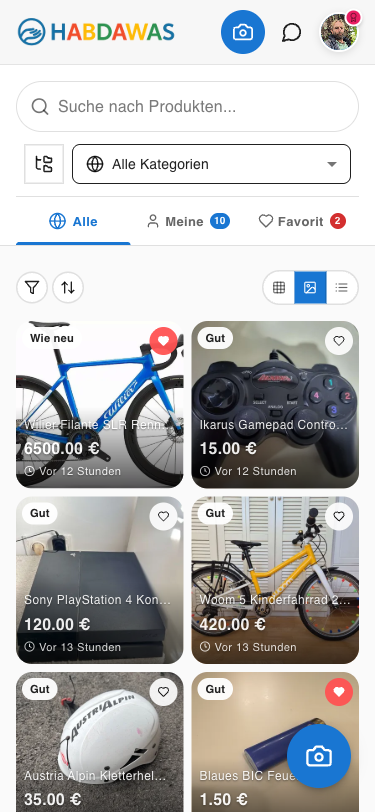 HABDAWAS
8
Suche nach Produkten...
Alle Kategorien
Alle
Meine 10
Favorit 2
Wie neu
Wilier Filante SLR Renn...
6500.00 €
Vor 12 Stunden
Gut
Ikarus Gamepad Contro...
15.00 €
Vor 12 Stunden
Gut
Sony PlayStation 4 Kon...
120.00 €
Vor 13 Stunden
Gut
Woom 5 Kinderfahrrad 2...
420.00 €
Vor 13 Stunden
Gut
AUSTRIALPIN
Austria Alpin Kletterhel...
35.00 €
Gut
Blaues BIC Feue
1.50 €